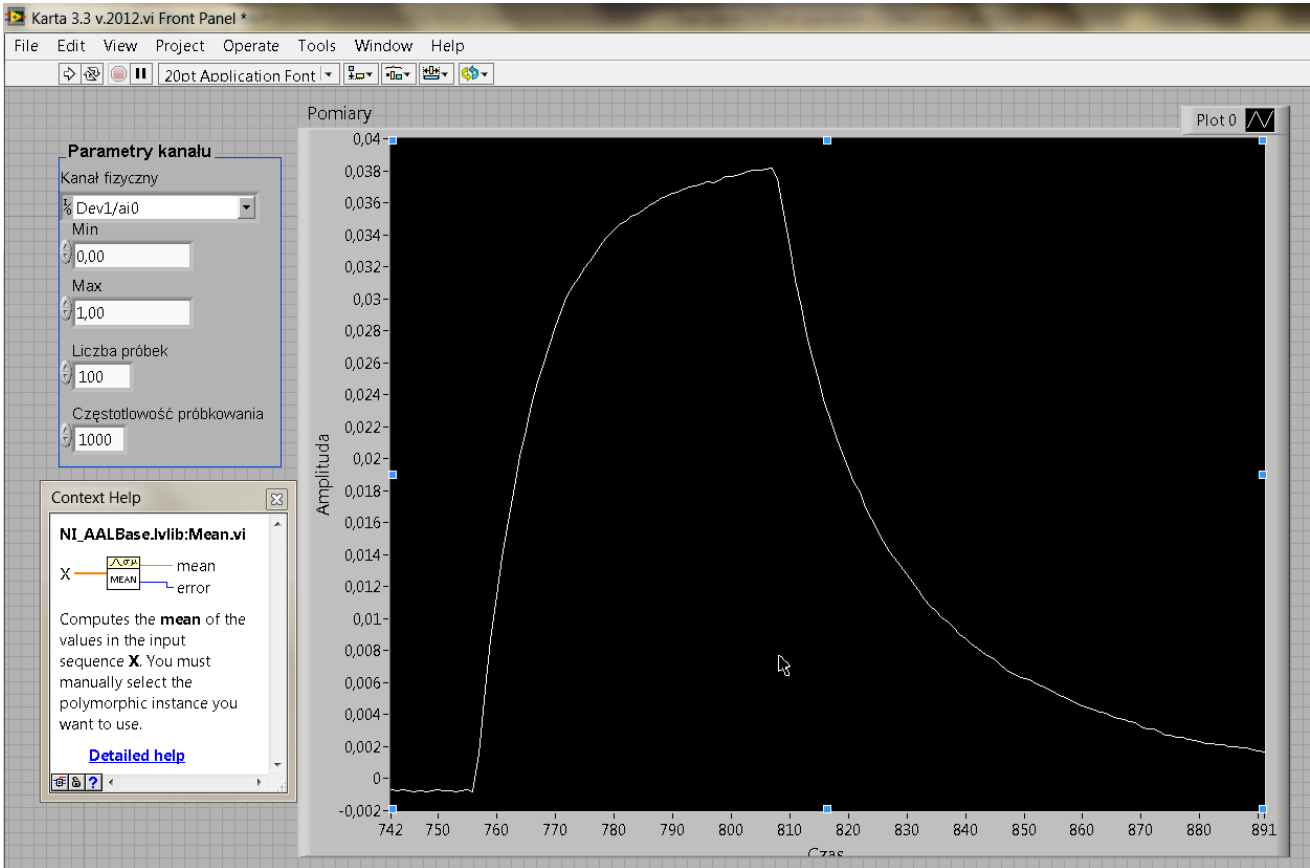 Karta 3.3 v.2012.vi Front Panel *
File Edit View Project Operate Tools Window Help
20pt Application Font
Parametry kanału
Kanał fizyczny
Dev1/ai0
Min
0,00
Max
1,00
Liczba próbek
100
Częstotlowość próbkowania
1000
Context Help
NI_AALBase.lvlib:Mean.vi
X
MEAN
mean
error
Computes the mean of the
values in the input
sequence X. You must
manually select the
polymorphic instance you
want to use.
Detailed help
?
Pomiary
Plot 0
Amplituda
0,04
0,038
0,036
0,034
0,032
0,03
0,028
0,026
0,024
0,022
0,02
0,018
0,016
0,014
0,012
0,01
0,008
0,006
0,004
0,002
0
-0,002
742 750 760 770 780 790 800 810 820 830 840 850 860 870 880 891
Czas